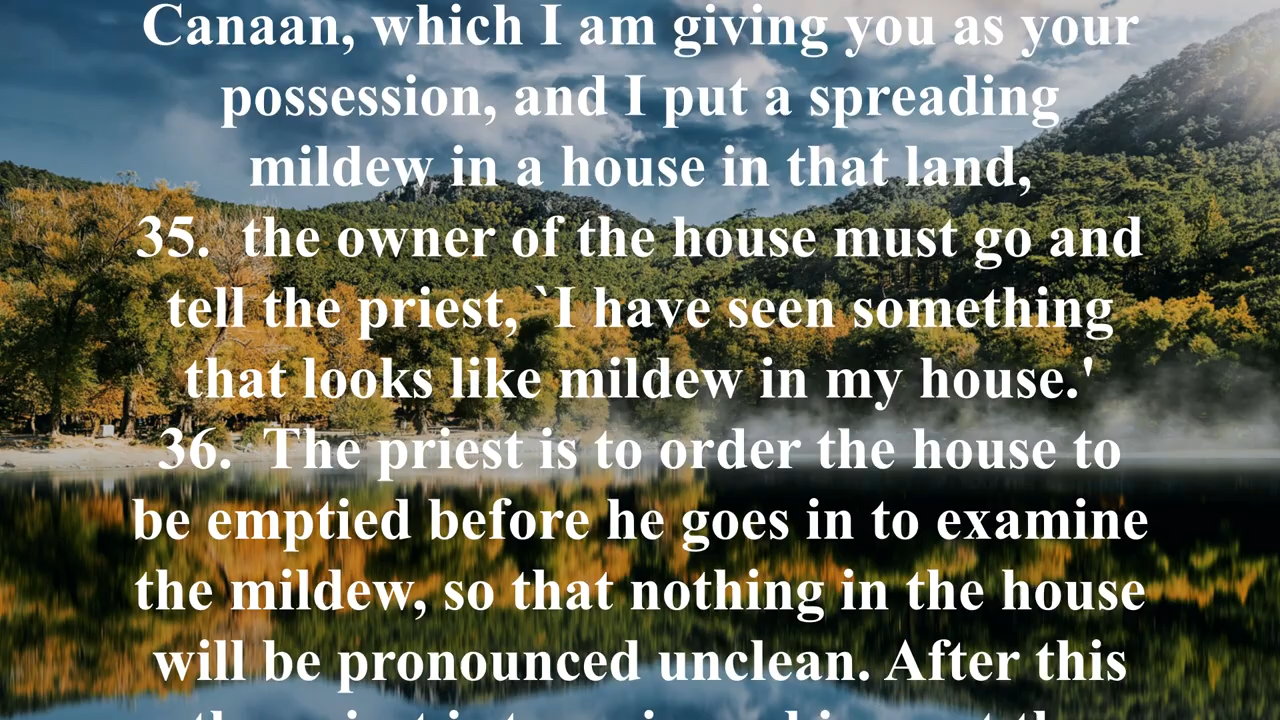 Canaan, which I am giving you as your
possession, and I put a spreading
mildew in a house in that land,
35.  the owner of the house must go and
tell the priest, `I have seen something
that looks like mildew in my house.'
36.  The priest is to order the house to
be emptied before he goes in to examine
the mildew, so that nothing in the house
will be pronounced unclean. After this